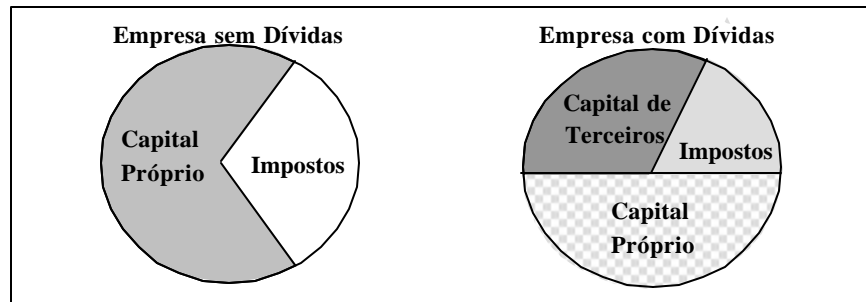 Empresa sem Dívidas
Capital
Próprio
Impostos
Empresa com Dívidas
Capital de
Terceiros
Impostos
Capital
Próprio